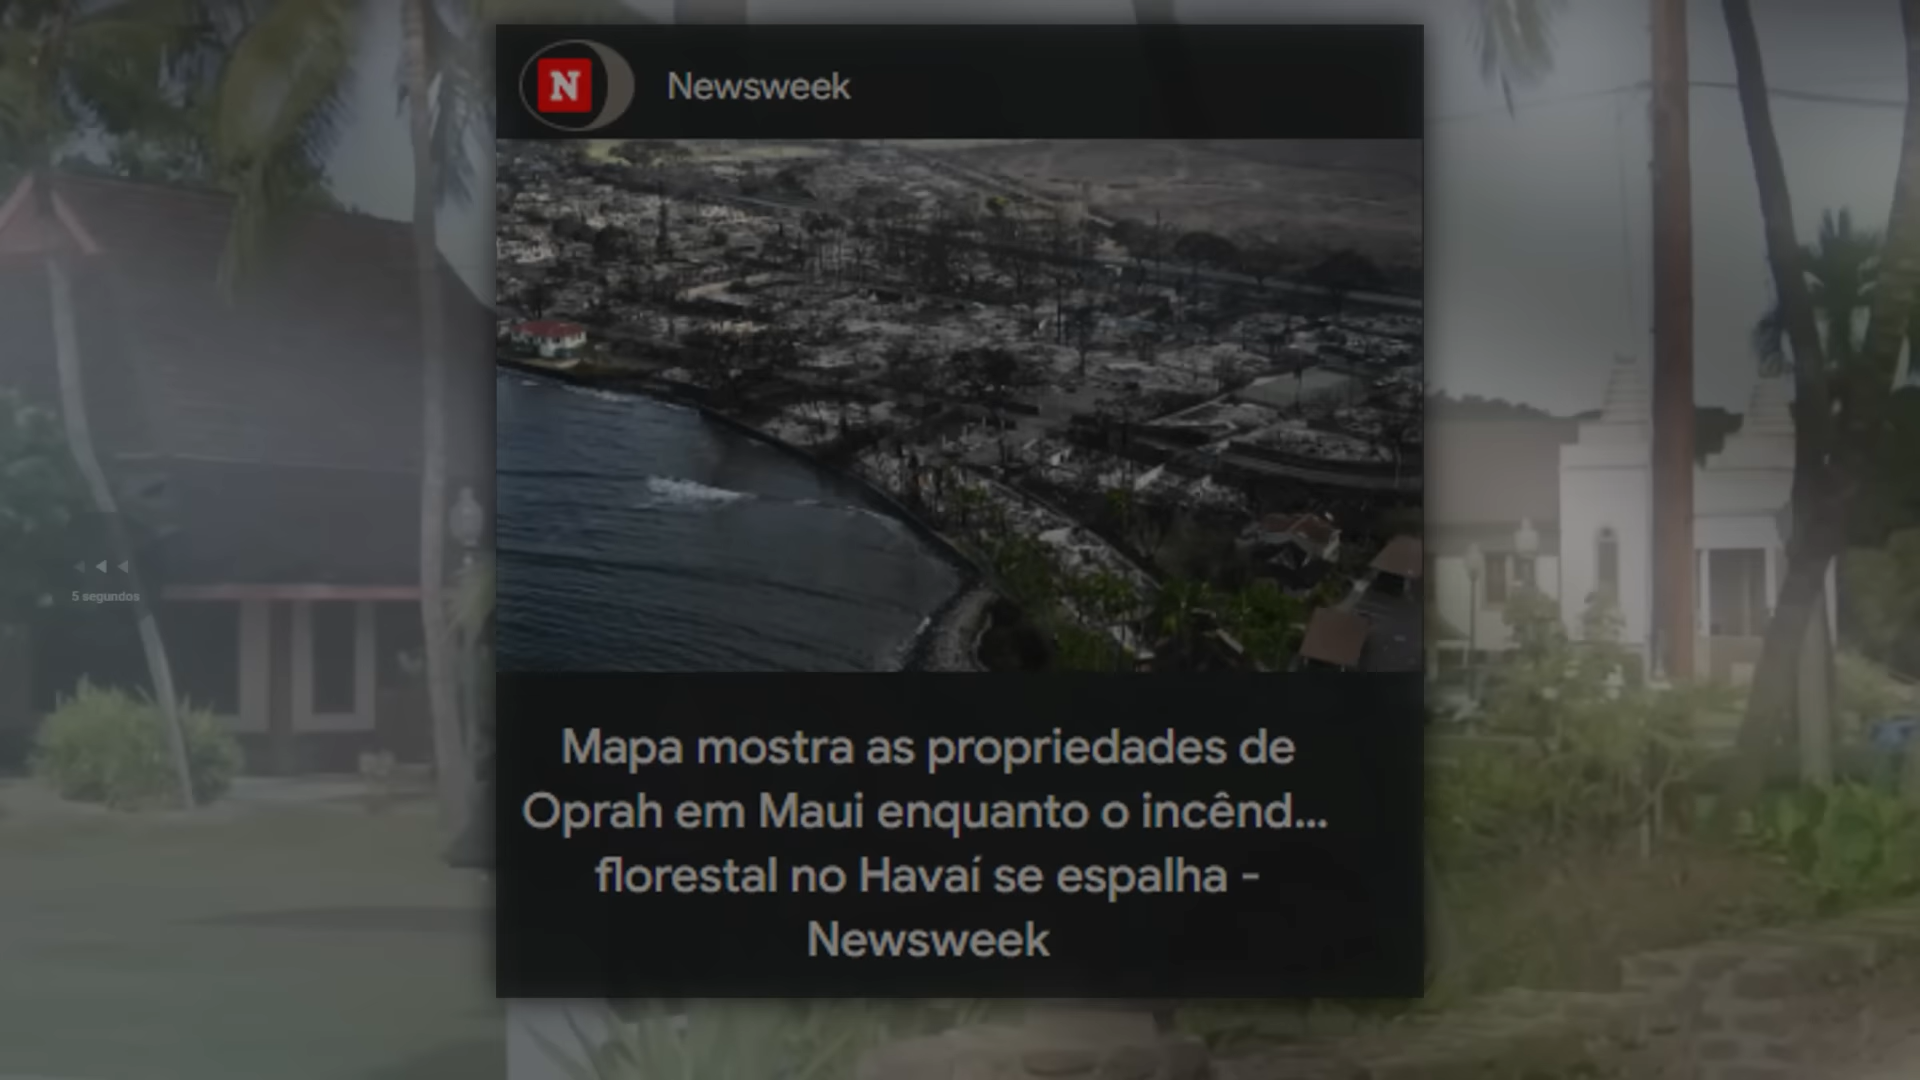 N
Newsweek
5 segundos
Mapa mostra as propriedades de
Oprah em Maui enquanto o incênd...
florestal no Havaí se espalha -
Newsweek